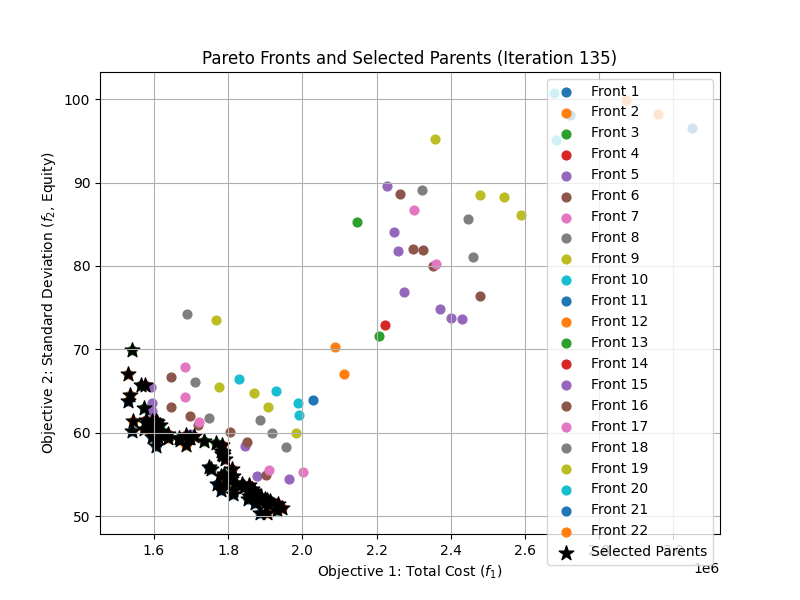 Pareto Fronts and Selected Parents (Iteration 135)
Objective 2: Standard Deviation (f₂, Equity)
100
90
80
70
60
50
1.6
1.8
2.0
2.2
2.4
2.6
1e6
Objective 1: Total Cost (f₁)
Front 1
Front 2
Front 3
Front 4
Front 5
Front 6
Front 7
Front 8
Front 9
Front 10
Front 11
Front 12
Front 13
Front 14
Front 15
Front 16
Front 17
Front 18
Front 19
Front 20
Front 21
Front 22
Selected Parents